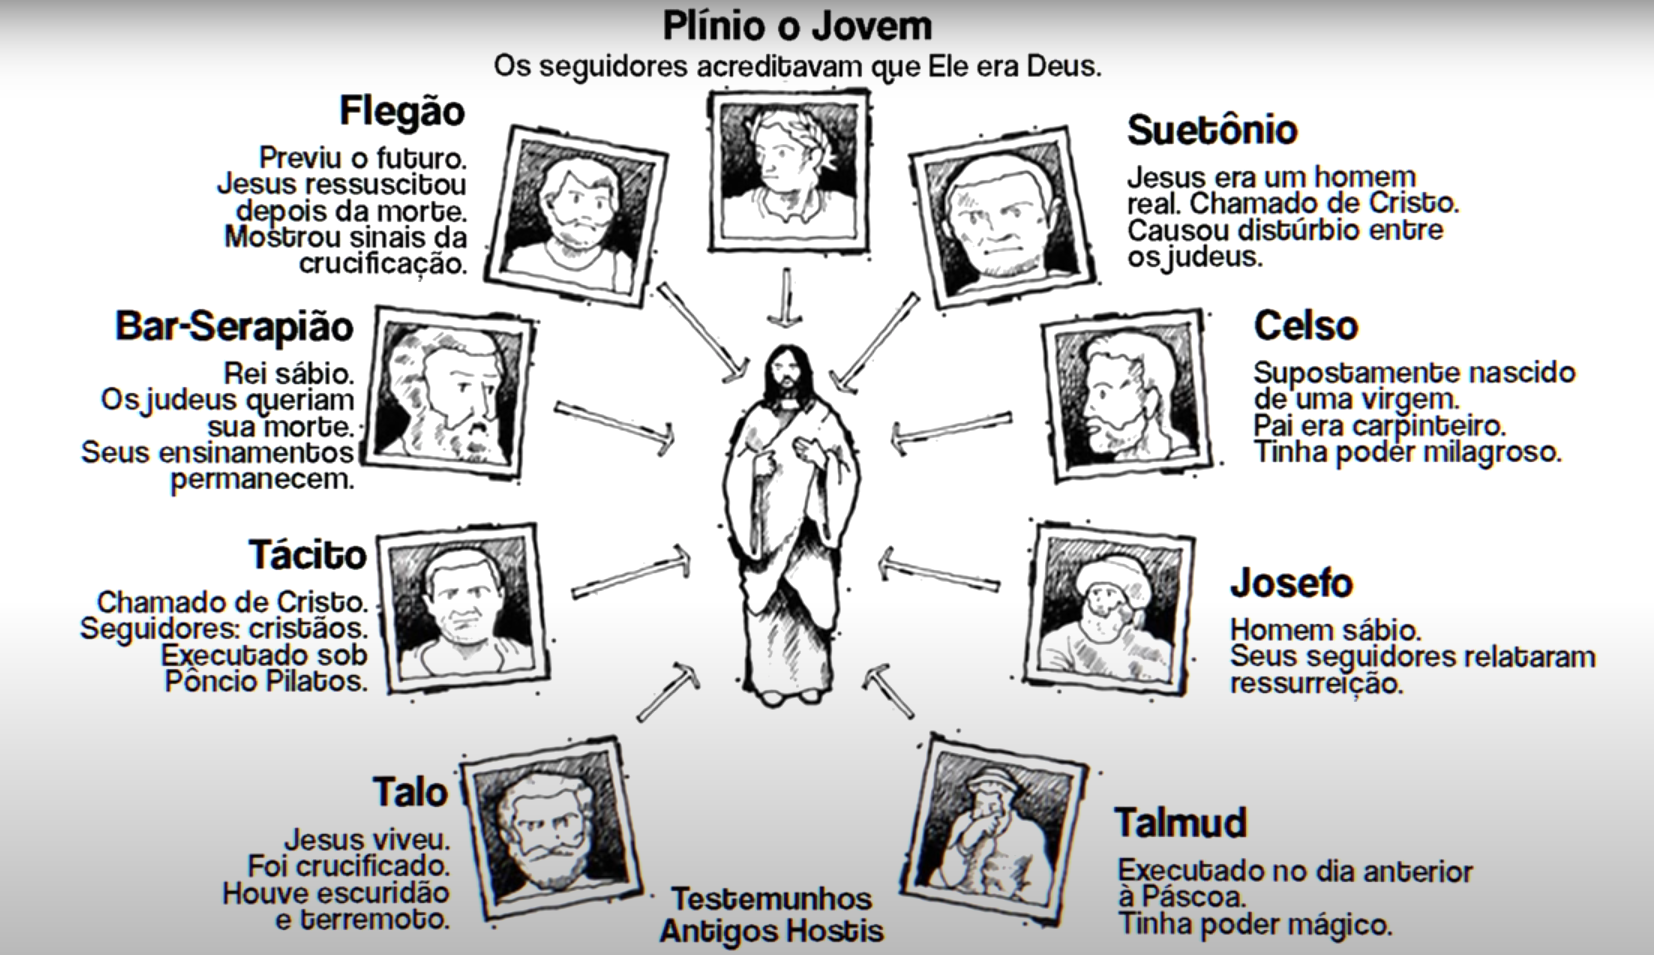 Plínio o Jovem
Os seguidores acreditavam que Ele era Deus.
Flegão
Previu o futuro.
Jesus ressuscitou
depois da morte.
Mostrou sinais da
crucificação.
Suetônio
Jesus era um homem
real. Chamado de Cristo.
Causou distúrbio entre
os judeus.
Bar-Serapião
Rei sábio.
Os judeus queriam
sua morte.
Seus ensinamentos
permanecem.
Celso
Supostamente nascido
de uma virgem.
Pai era carpinteiro.
Tinha poder milagroso.
Tácito
Chamado de Cristo.
Seguidores: cristãos.
Executado sob
Pôncio Pilatos.
Josefo
Homem sábio.
Seus seguidores relataram
ressurreição.
Talo
Jesus viveu.
Foi crucificado.
Houve escuridão
e terremoto.
Talmud
Executado no dia anterior
à Páscoa.
Tinha poder mágico.
Testemunhos
Antigos Hostis